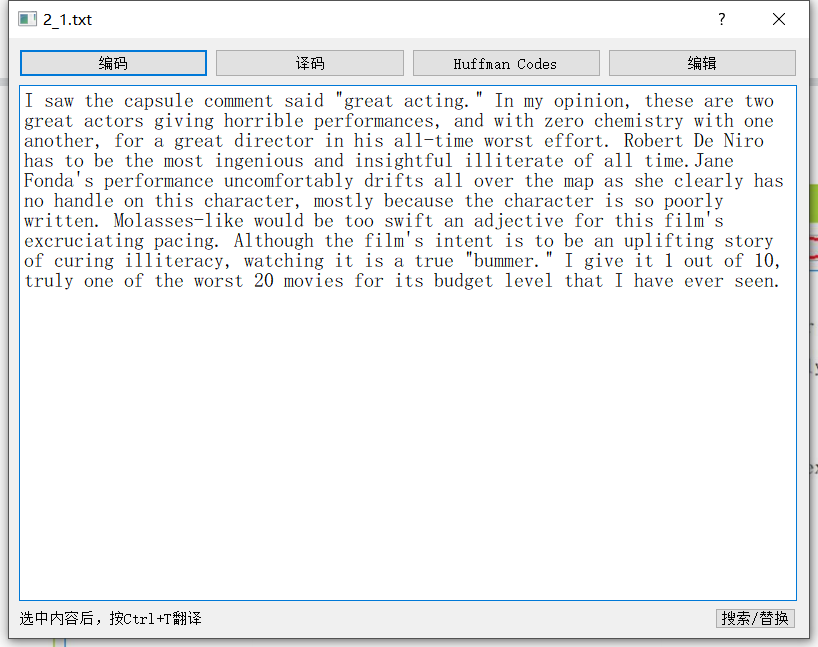 2_1.txt
?
编码 译码 Huffman Codes 编辑
I saw the capsule comment said "great acting." In my opinion, these are two
great actors giving horrible performances, and with zero chemistry with one
another, for a great director in his all-time worst effort. Robert De Niro
has to be the most ingenious and insightful illiterate of all time.Jane
Fonda's performance uncomfortably drifts all over the map as she clearly has
no handle on this character, mostly because the character is so poorly
written. Molasses-like would be too swift an adjective for this film's
excruciating pacing. Although the film's intent is to be an uplifting story
of curing illiteracy, watching it is a true "bummer." I give it 1 out of 10,
truly one of the worst 20 movies for its budget level that I have ever seen.
选中内容后，按Ctrl+T翻译
搜索/替换